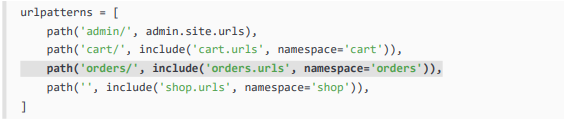 urlpatterns = [
    path('admin/', admin.site.urls),
    path('cart/', include('cart.urls', namespace='cart')),
    path('orders/', include('orders.urls', namespace='orders')),
    path('', include('shop.urls', namespace='shop')),
]